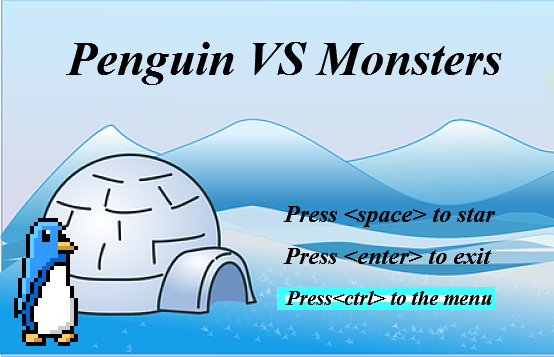 Penguin VS Monsters
Press <space> to star
Press <enter> to exit
Press<ctrl> to the menu